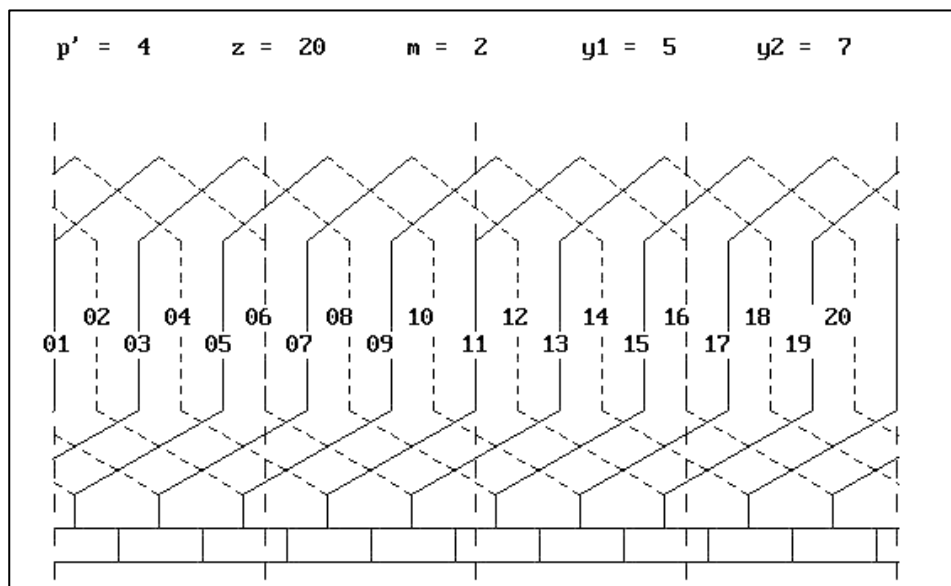 p' = 4 z = 20 m = 2 y1 = 5 y2 = 7
02 04 06 08 10 12 14 16 18 20
01 03 05 07 09 11 13 15 17 19